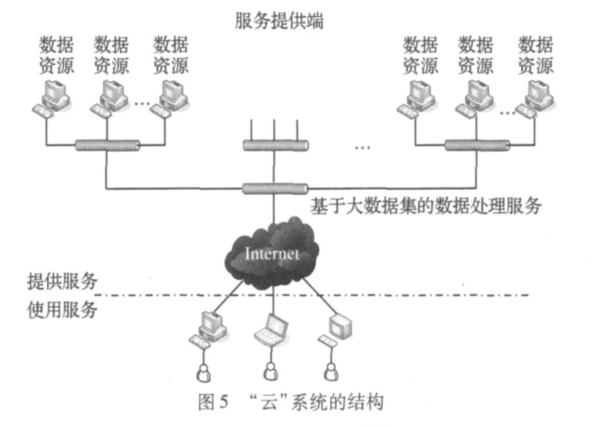 服务提供端
数据 数据 数据 数据 数据 数据
资源 资源 资源 资源 资源 资源
…
…
…
基于大数据集的数据处理服务
Internet
提供服务
使用服务
图 5 “云”系统的结构